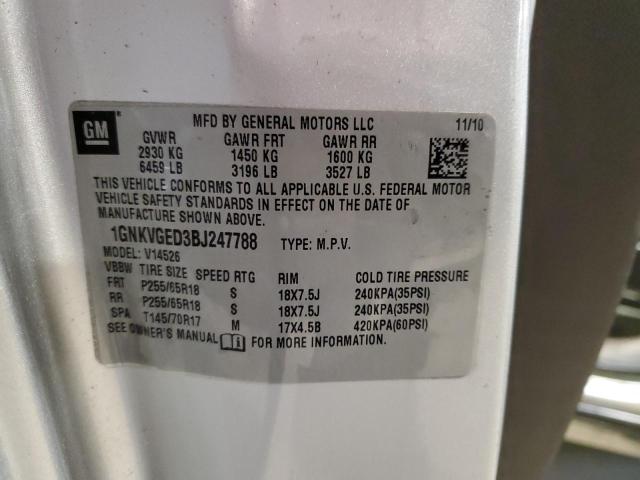 GM
MFD BY GENERAL MOTORS LLC 11/10
GVWR GAWR FRT GAWR RR
2930 KG 1450 KG 1600 KG
6459 LB 3196 LB 3527 LB
THIS VEHICLE CONFORMS TO ALL APPLICABLE U.S. FEDERAL MOTOR
VEHICLE SAFETY STANDARDS IN EFFECT ON THE DATE OF
MANUFACTURE SHOWN ABOVE.
1GNKVGED3BJ247788 TYPE: M.P.V.
MODEL: V14526
VBBW TIRE SIZE SPEED RTG RIM COLD TIRE PRESSURE
FRT P255/65R18 S 18X7.5J 240KPA(35PSI)
RR P255/65R18 S 18X7.5J 240KPA(35PSI)
SPA T145/70R17 M 17X4.5B 420KPA(60PSI)
SEE OWNER'S MANUAL FOR MORE INFORMATION.